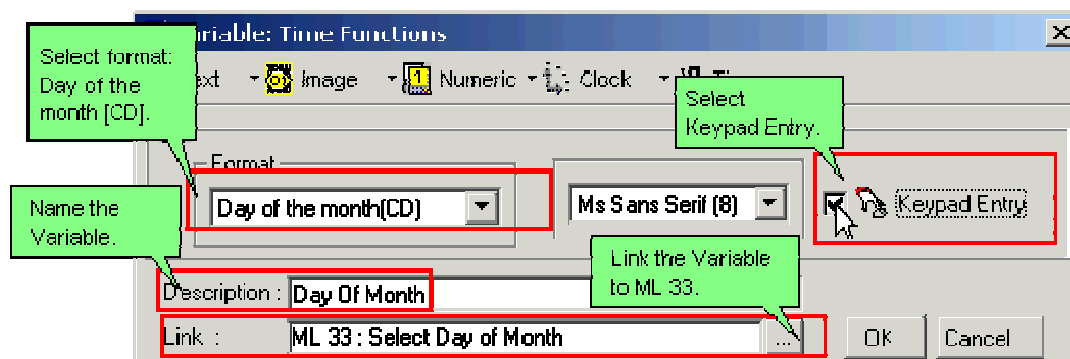 Select format:
Day of the
month [CD].
ariable: Time Functions
ext Image Numeric Clock
Select
Keypad Entry.
Format
Day of the month(CD)
Ms Sans Serif (8)
Keypad Entry
Name the
Variable.
Link the Variable
to ML 33.
Description : Day Of Month
Link : ML 33 : Select Day of Month ...
OK
Cancel